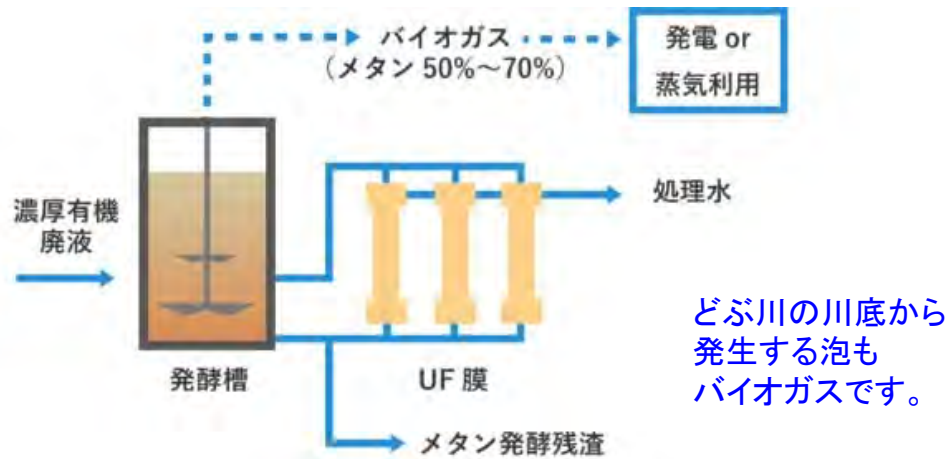 バイオガス
（メタン 50%～70%）
発電 or
蒸気利用
処理水
濃厚有機
廃液
発酵槽
UF 膜
メタン発酵残渣
どぶ川の川底から
発生する泡も
バイオガスです。